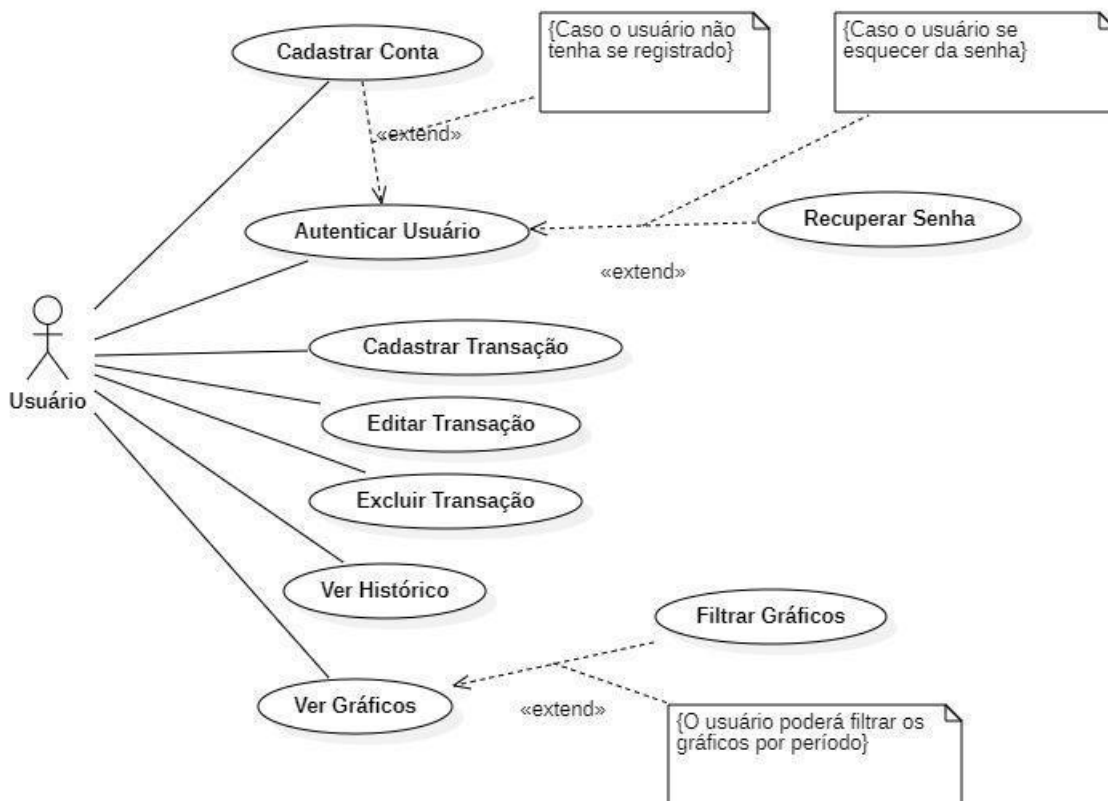 Cadastrar Conta
{Caso o usuário não
tenha se registrado}
{Caso o usuário se
esquecer da senha}
«extend»
Autenticar Usuário
Recuperar Senha
«extend»
Usuário
Cadastrar Transação
Editar Transação
Excluir Transação
Ver Histórico
Filtrar Gráficos
Ver Gráficos
«extend»
{O usuário poderá filtrar os
gráficos por período}